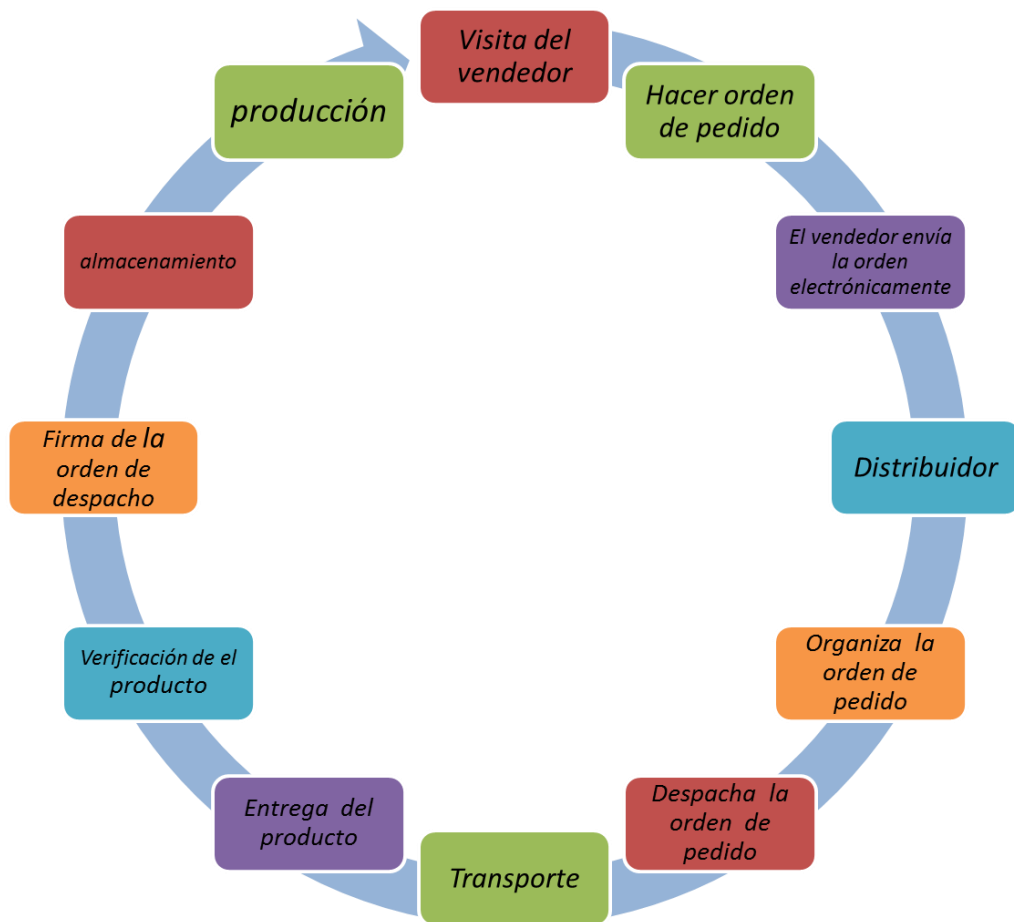 Visita del
vendedor
Hacer orden
de pedido
El vendedor envía
la orden
electrónicamente
Distribuidor
Organiza la
orden de
pedido
Despacha la
orden de
pedido
Transporte
Entrega del
producto
Verificación de el
producto
Firma de la
orden de
despacho
almacenamiento
producción